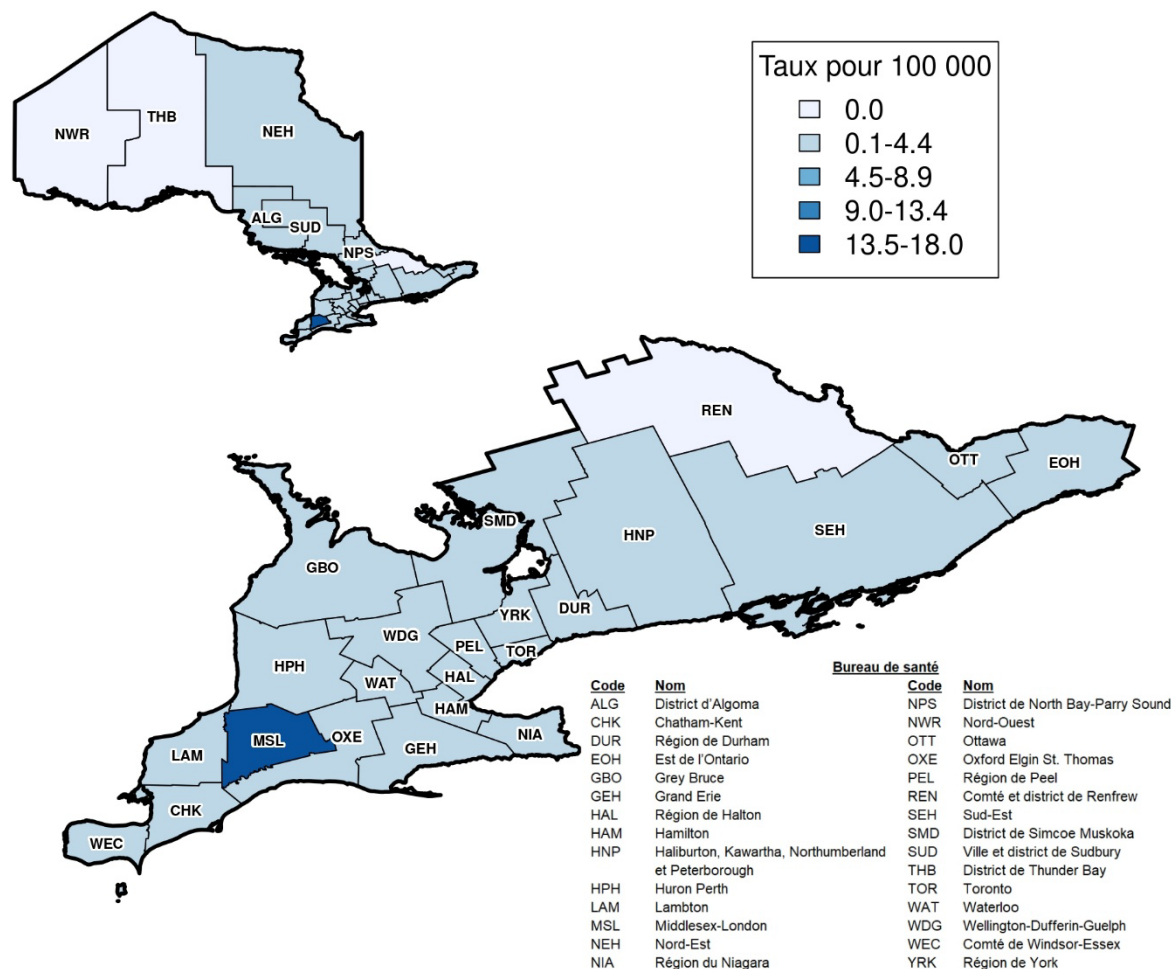 Taux pour 100 000
0.0
0.1-4.4
4.5-8.9
9.0-13.4
13.5-18.0
NWR
THB
NEH
ALG
SUD
NPS
REN
OTT
EOH
SEH
HNP
SMD
GBO
DUR
YRK
WDG
PEL
TOR
HPH
WAT
HAL
HAM
NIA
MSL
OXE
GEH
LAM
CHK
WEC
Bureau de santé
Code Nom
ALG District d'Algoma
CHK Chatham-Kent
DUR Région de Durham
EOH Est de l'Ontario
GBO Grey Bruce
GEH Grand Erie
HAL Région de Halton
HAM Hamilton
HNP Haliburton, Kawartha, Northumberland
et Peterborough
HPH Huron Perth
LAM Lambton
MSL Middlesex-London
NEH Nord-Est
NIA Région du Niagara
Code Nom
NPS District de North Bay-Parry Sound
NWR Nord-Ouest
OTT Ottawa
OXE Oxford Elgin St. Thomas
PEL Région de Peel
REN Comté et district de Renfrew
SEH Sud-Est
SMD District de Simcoe Muskoka
SUD Ville et district de Sudbury
THB District de Thunder Bay
TOR Toronto
WAT Waterloo
WDG Wellington-Dufferin-Guelph
WEC Comté de Windsor-Essex
YRK Région de York